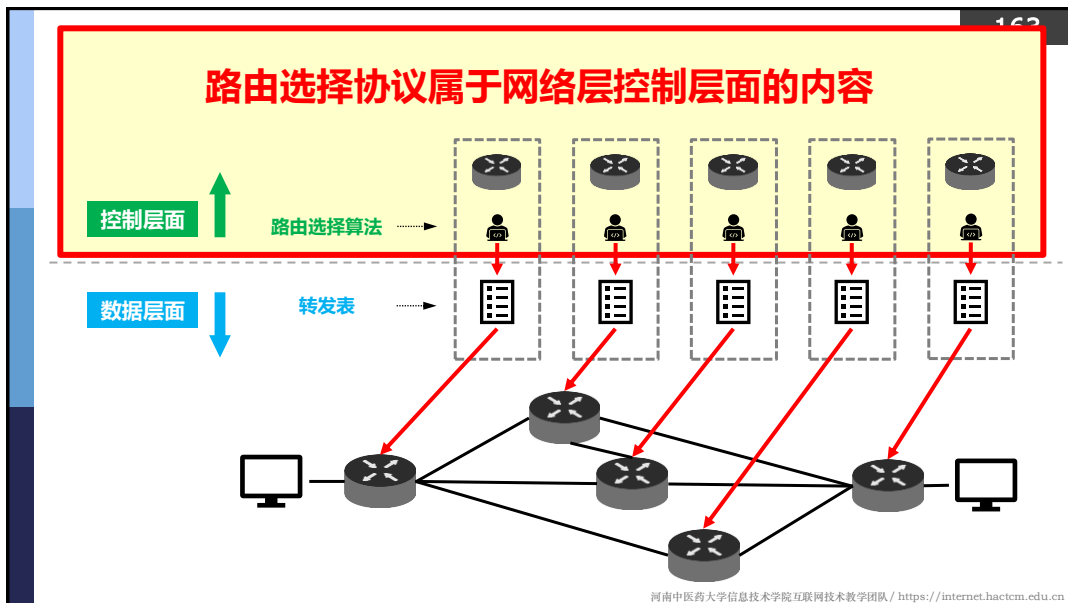 163
路由选择协议属于网络层控制层面的内容
控制层面
路由选择算法
数据层面
转发表
河南中医药大学信息技术学院互联网技术教学团队/ https://internet.hactcm.edu.cn